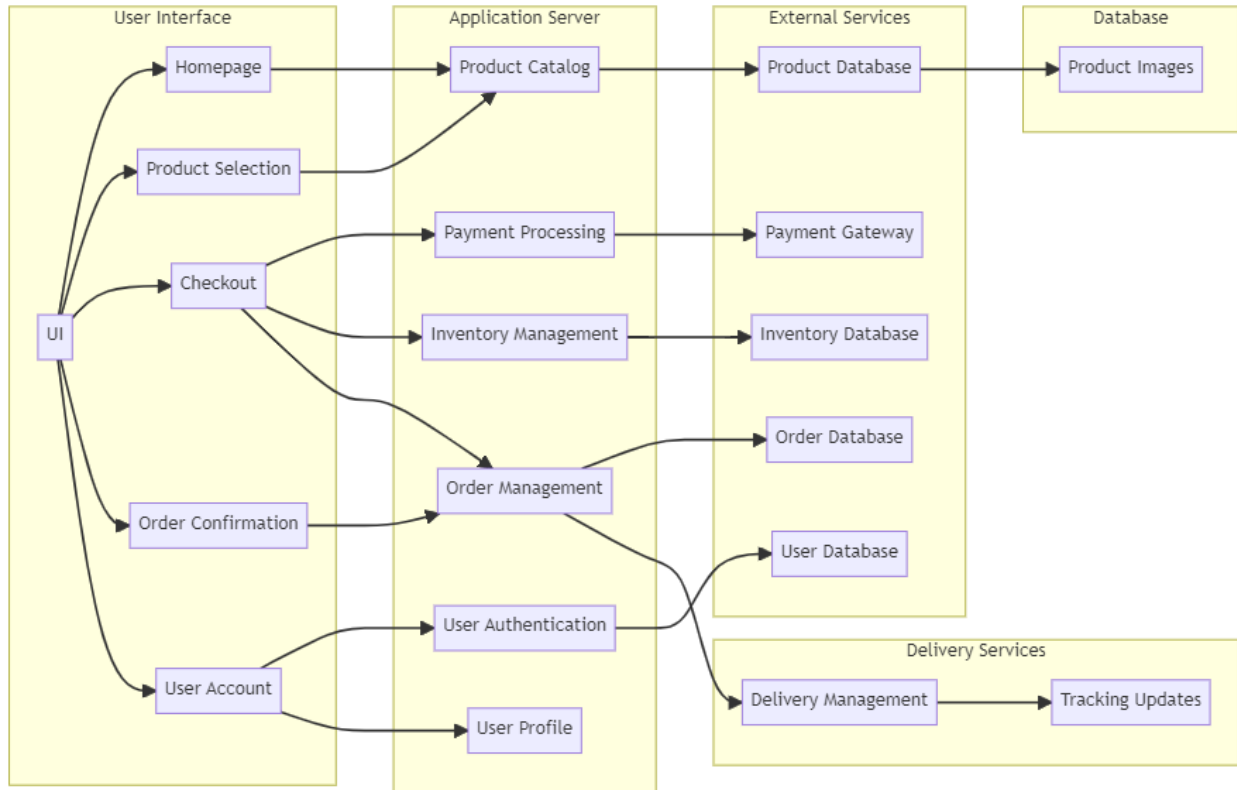 User Interface
Application Server
External Services
Database
Homepage
Product Catalog
Product Database
Product Images
Product Selection
Payment Processing
Payment Gateway
Checkout
UI
Inventory Management
Inventory Database
Order Database
Order Management
Order Confirmation
User Database
User Authentication
Delivery Services
User Account
Delivery Management
Tracking Updates
User Profile